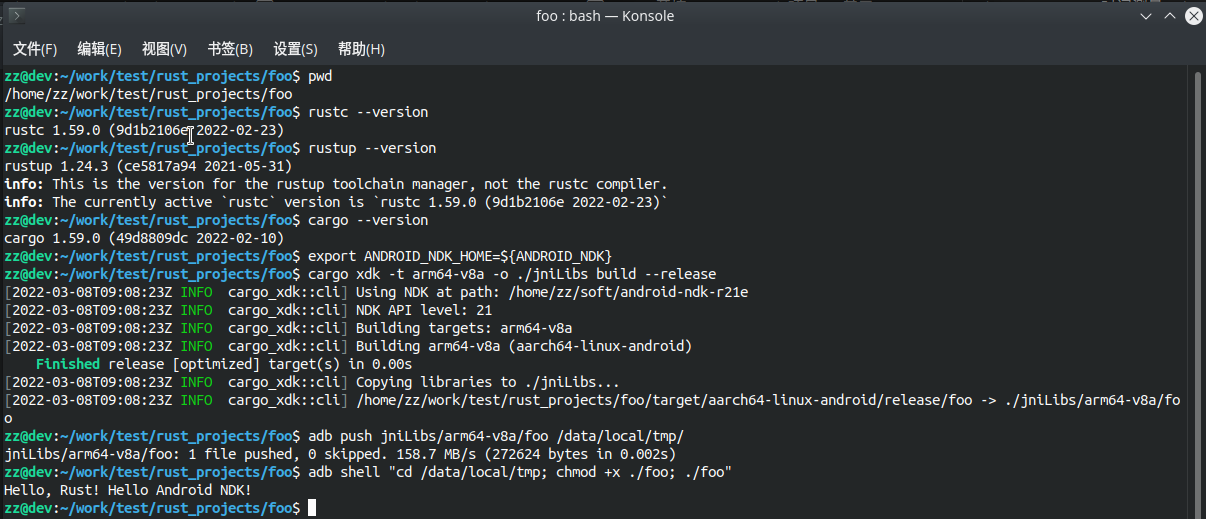 foo : bash — Konsole
文件(F) 编辑(E) 视图(V) 书签(B) 设置(S) 帮助(H)
zz@dev:~/work/test/rust_projects/foo$ pwd
/home/zz/work/test/rust_projects/foo
zz@dev:~/work/test/rust_projects/foo$ rustc --version
rustc 1.59.0 (9d1b2106e 2022-02-23)
zz@dev:~/work/test/rust_projects/foo$ rustup --version
rustup 1.24.3 (ce5817a94 2021-05-31)
info: This is the version for the rustup toolchain manager, not the rustc compiler.
info: The currently active `rustc` version is `rustc 1.59.0 (9d1b2106e 2022-02-23)`
zz@dev:~/work/test/rust_projects/foo$ cargo --version
cargo 1.59.0 (49d8809dc 2022-02-10)
zz@dev:~/work/test/rust_projects/foo$ export ANDROID_NDK_HOME=${ANDROID_NDK}
zz@dev:~/work/test/rust_projects/foo$ cargo xdk -t arm64-v8a -o ./jniLibs build --release
[2022-03-08T09:08:23Z INFO  cargo_xdk::cli] Using NDK at path: /home/zz/soft/android-ndk-r21e
[2022-03-08T09:08:23Z INFO  cargo_xdk::cli] NDK API level: 21
[2022-03-08T09:08:23Z INFO  cargo_xdk::cli] Building targets: arm64-v8a
[2022-03-08T09:08:23Z INFO  cargo_xdk::cli] Building arm64-v8a (aarch64-linux-android)
    Finished release [optimized] target(s) in 0.00s
[2022-03-08T09:08:23Z INFO  cargo_xdk::cli] Copying libraries to ./jniLibs...
[2022-03-08T09:08:23Z INFO  cargo_xdk::cli] /home/zz/work/test/rust_projects/foo/target/aarch64-linux-android/release/foo -> ./jniLibs/arm64-v8a/fo
o
zz@dev:~/work/test/rust_projects/foo$ adb push jniLibs/arm64-v8a/foo /data/local/tmp/
jniLibs/arm64-v8a/foo: 1 file pushed, 0 skipped. 158.7 MB/s (272624 bytes in 0.002s)
zz@dev:~/work/test/rust_projects/foo$ adb shell "cd /data/local/tmp; chmod +x ./foo; ./foo"
Hello, Rust! Hello Android NDK!
zz@dev:~/work/test/rust_projects/foo$